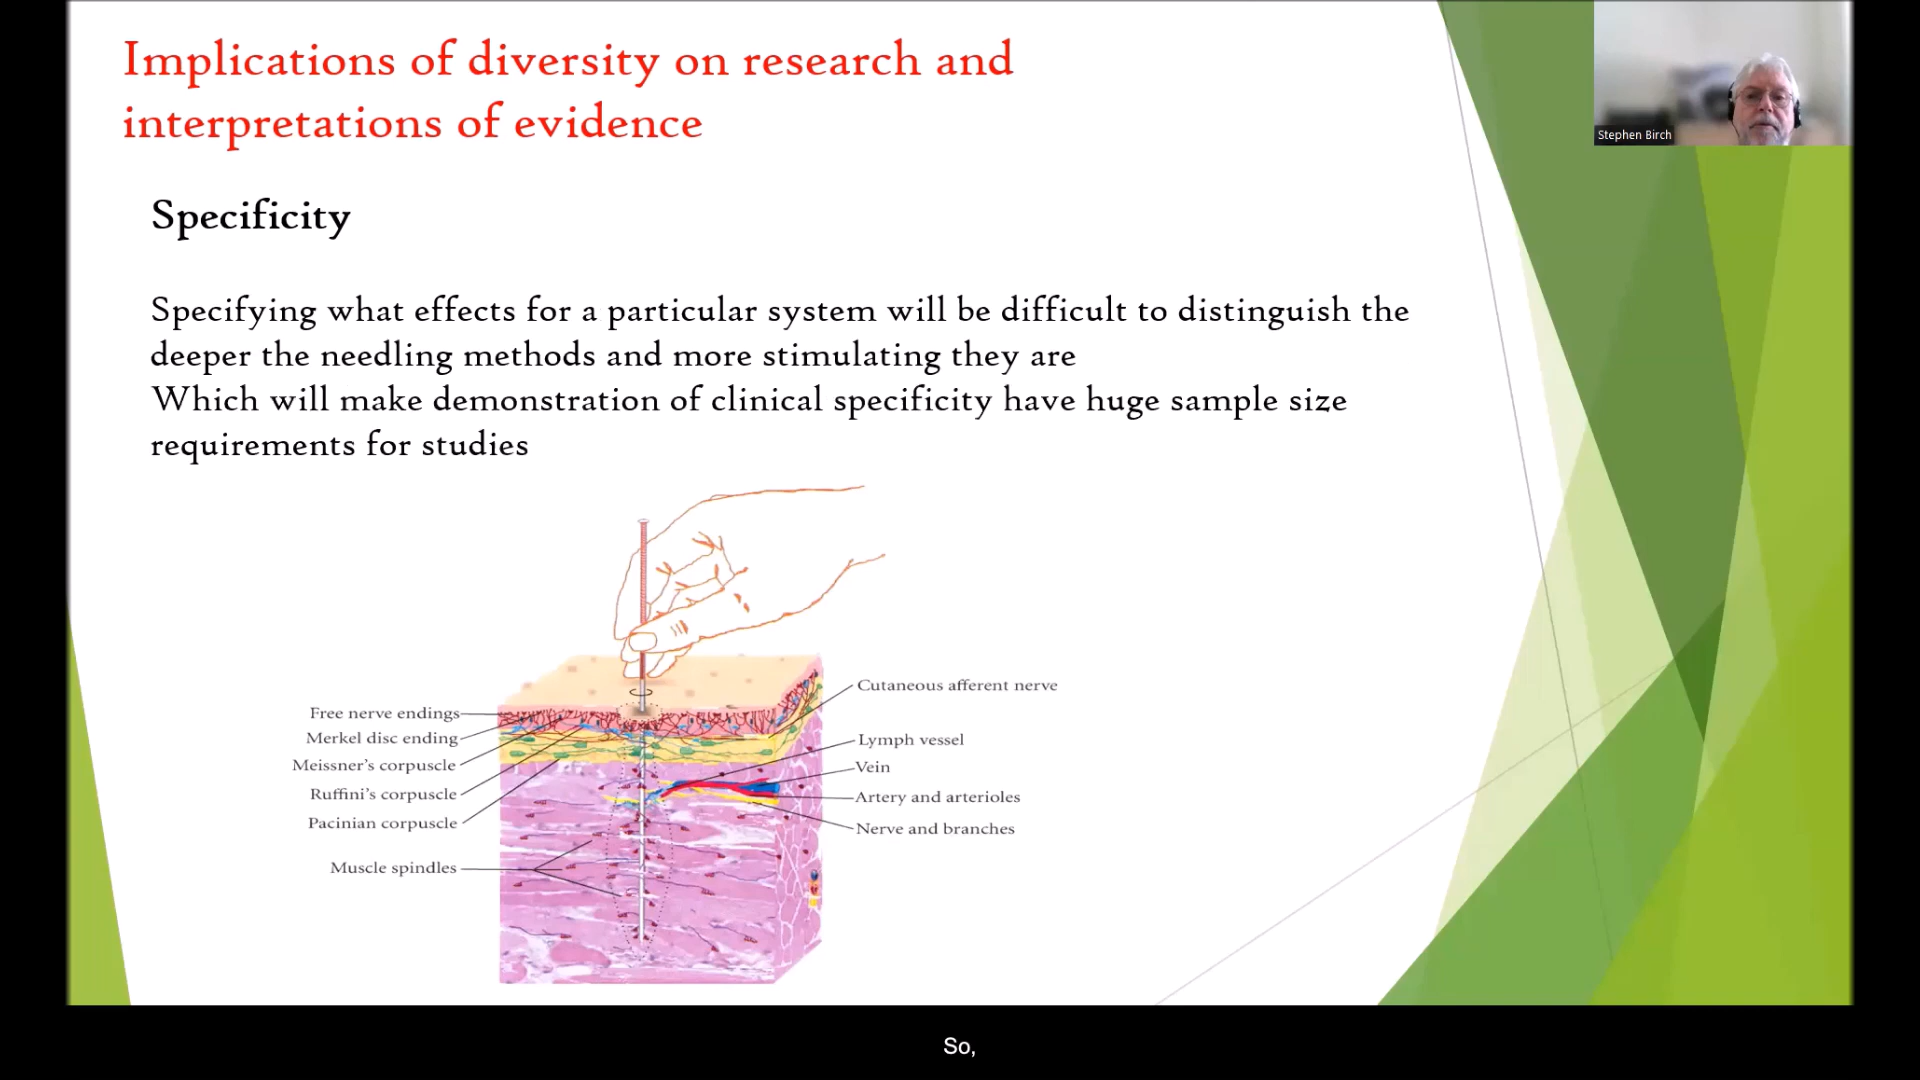 Implications of diversity on research and
interpretations of evidence
Stephen Birch
Specificity
Specifying what effects for a particular system will be difficult to distinguish the
deeper the needling methods and more stimulating they are
Which will make demonstration of clinical specificity have huge sample size
requirements for studies
Free nerve endings
Merkel disc ending
Meissner's corpuscle
Ruffini's corpuscle
Pacinian corpuscle
Muscle spindles
Cutaneous afferent nerve
Lymph vessel
Vein
Artery and arterioles
Nerve and branches
So,